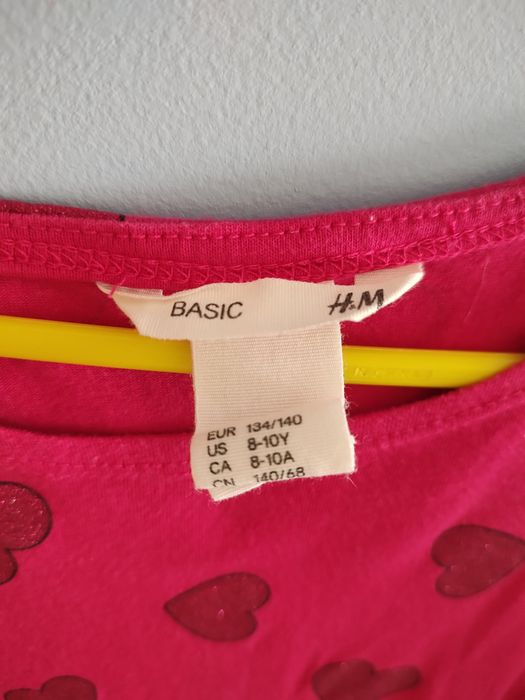 BASIC H&M
EUR 134/140
US 8-10Y
CA 8-10A
CN 140/68